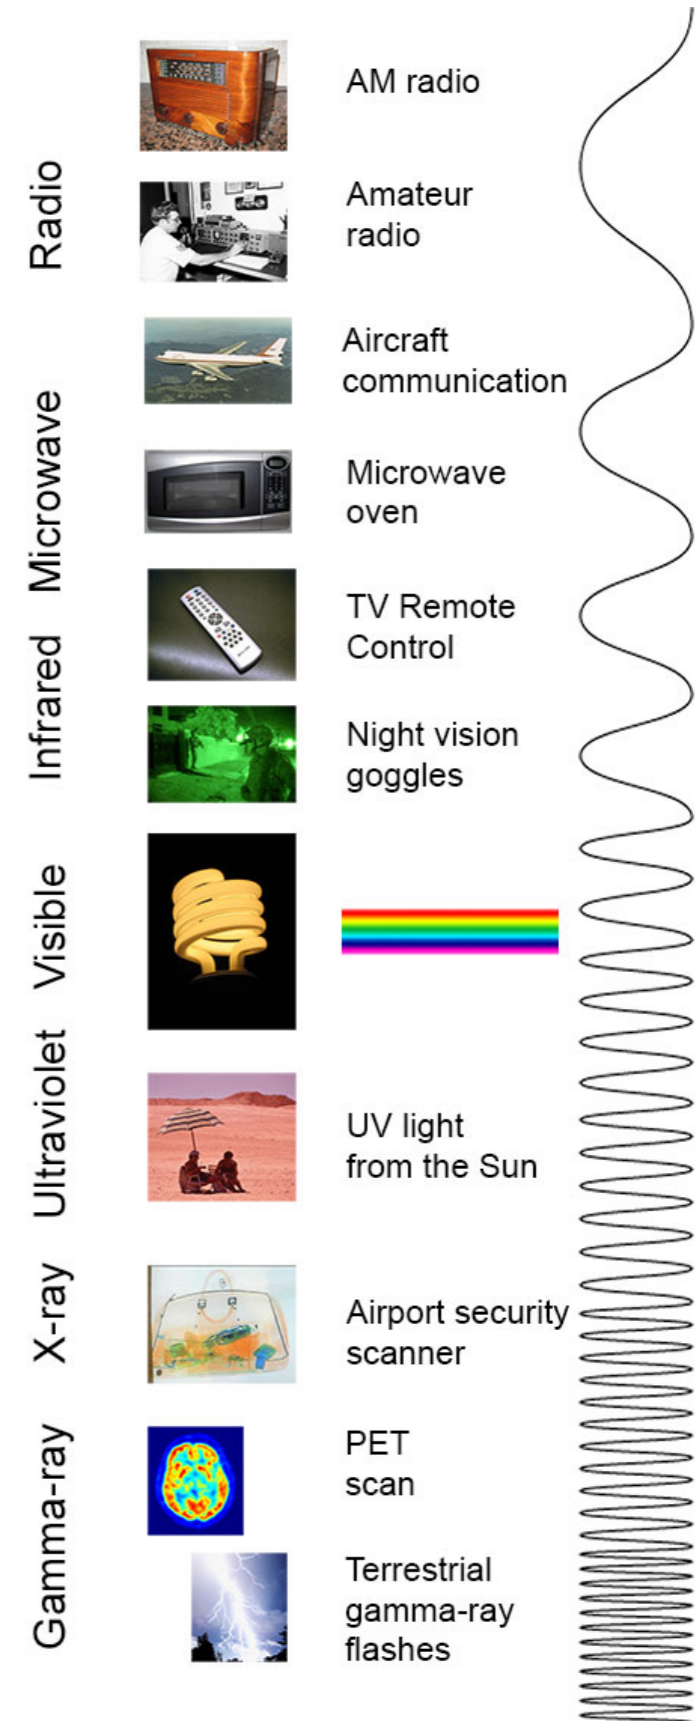 Radio
AM radio
Amateur
radio
Aircraft
communication
Microwave
Microwave
oven
Infrared
TV Remote
Control
Night vision
goggles
Visible
Ultraviolet
UV light
from the Sun
X-ray
Airport security
scanner
Gamma-ray
PET
scan
Terrestrial
gamma-ray
flashes